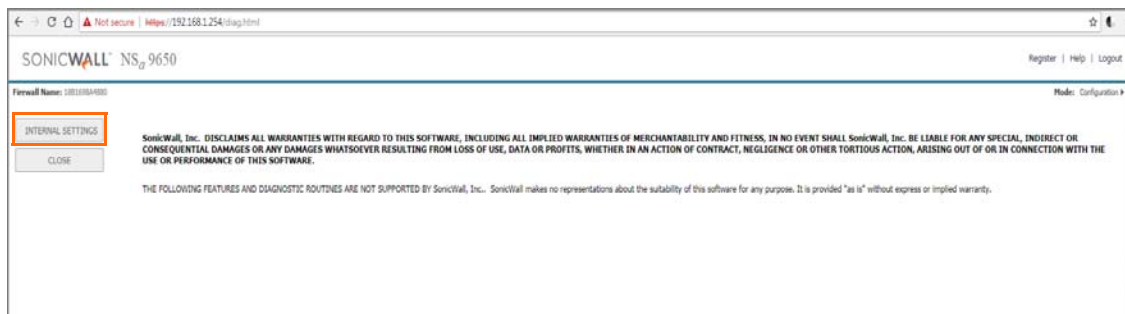 Not secure | https://192.168.1.254/diag.html
SONICWALL NSa 9650
Register | Help | Logout
Firewall Name:
Mode: Configuration
INTERNAL SETTINGS
CLOSE
SonicWall, Inc. DISCLAIMS ALL WARRANTIES WITH REGARD TO THIS SOFTWARE, INCLUDING ALL IMPLIED WARRANTIES OF MERCHANTABILITY AND FITNESS, IN NO EVENT SHALL SonicWall, Inc. BE LIABLE FOR ANY SPECIAL, INDIRECT OR
CONSEQUENTIAL DAMAGES OR ANY DAMAGES WHATSOEVER RESULTING FROM LOSS OF USE, DATA OR PROFITS, WHETHER IN AN ACTION OF CONTRACT, NEGLIGENCE OR OTHER TORTIOUS ACTION, ARISING OUT OF OR IN CONNECTION WITH THE
USE OR PERFORMANCE OF THIS SOFTWARE.
THE FOLLOWING FEATURES AND DIAGNOSTIC ROUTINES ARE NOT SUPPORTED BY SonicWall, Inc.. SonicWall makes no representations about the suitability of this software for any purpose. It is provided "as is" without express or implied warranty.